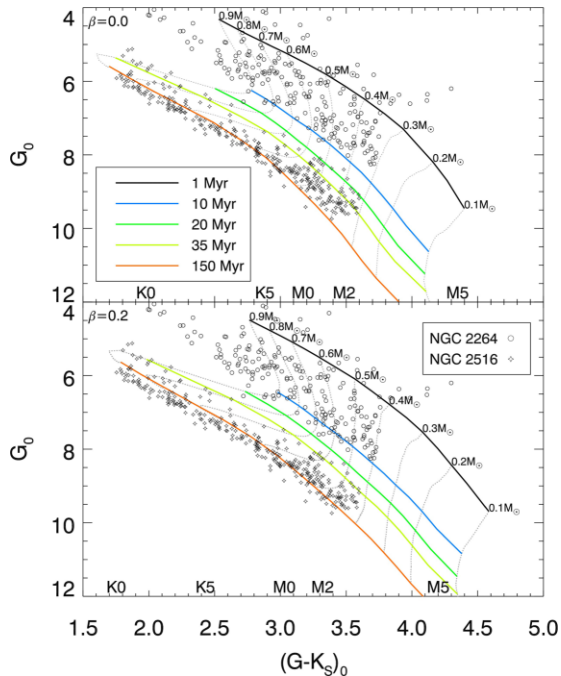 β=0.0
4
6
8
10
12
G₀
0.9M⊙
0.8M⊙
0.7M⊙
0.6M⊙
0.5M⊙
0.4M⊙
0.3M⊙
0.2M⊙
0.1M⊙
1 Myr
10 Myr
20 Myr
35 Myr
150 Myr
K0 K5 M0 M2 M5
β=0.2
4
6
8
10
12
G₀
0.9M⊙
0.8M⊙
0.7M⊙
0.6M⊙
0.5M⊙
0.4M⊙
0.3M⊙
0.2M⊙
0.1M⊙
NGC 2264
NGC 2516
K0 K5 M0 M2 M5
1.5 2.0 2.5 3.0 3.5 4.0 4.5 5.0
(G-Kₛ)₀